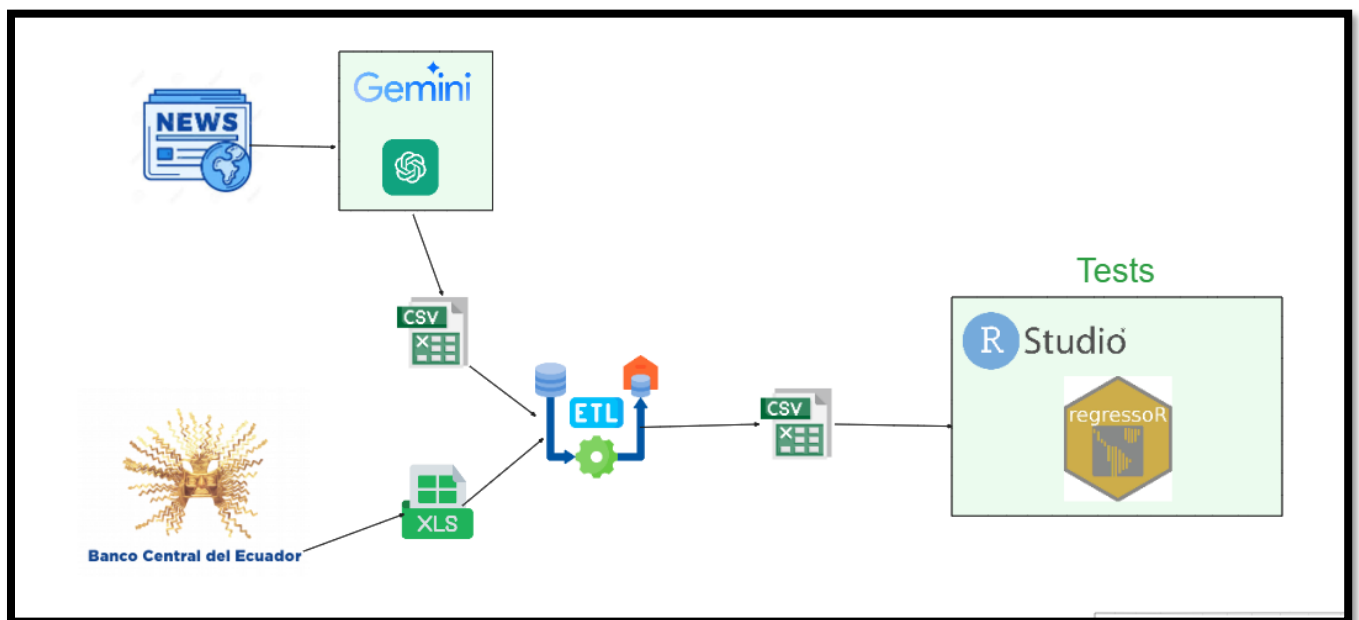 Gemini
NEWS
Tests
CSV
R Studio
ETL
CSV
regressoR
XLS
Banco Central del Ecuador